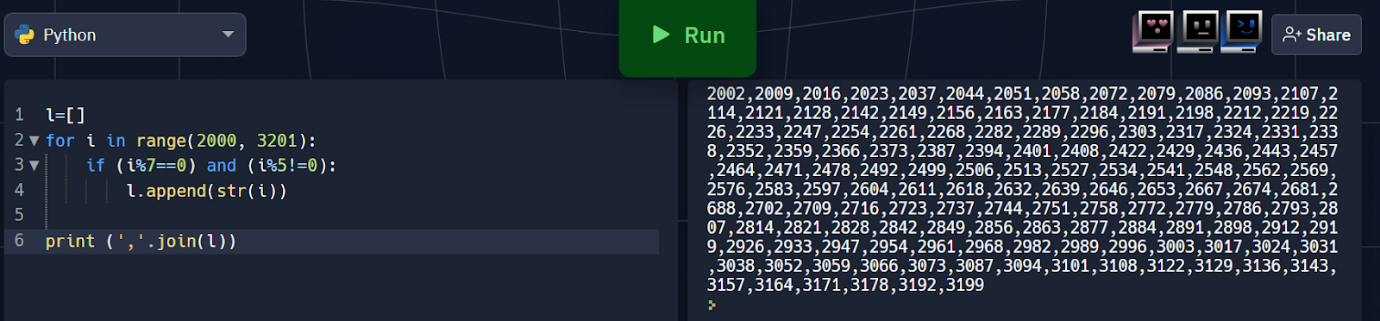 Python
Run
Share
1 l=[]
2 for i in range(2000, 3201):
3 if (i%7==0) and (i%5!=0):
4 l.append(str(i))
5
6 print (','.join(l))
2002,2009,2016,2023,2037,2044,2051,2058,2072,2079,2086,2093,2107,2
114,2121,2128,2142,2149,2156,2163,2177,2184,2191,2198,2212,2219,22
26,2233,2247,2254,2261,2268,2282,2289,2296,2303,2317,2324,2331,233
8,2352,2359,2366,2373,2387,2394,2401,2408,2422,2429,2436,2443,2457
,2464,2471,2478,2492,2499,2506,2513,2527,2534,2541,2548,2562,2569,
2576,2583,2597,2604,2611,2618,2632,2639,2646,2653,2667,2674,2681,2
688,2702,2709,2716,2723,2737,2744,2751,2758,2772,2779,2786,2793,28
07,2814,2821,2828,2842,2849,2856,2863,2877,2884,2891,2898,2912,291
9,2926,2933,2947,2954,2961,2968,2982,2989,2996,3003,3017,3024,3031
,3038,3052,3059,3066,3073,3087,3094,3101,3108,3122,3129,3136,3143,
3157,3164,3171,3178,3192,3199
>